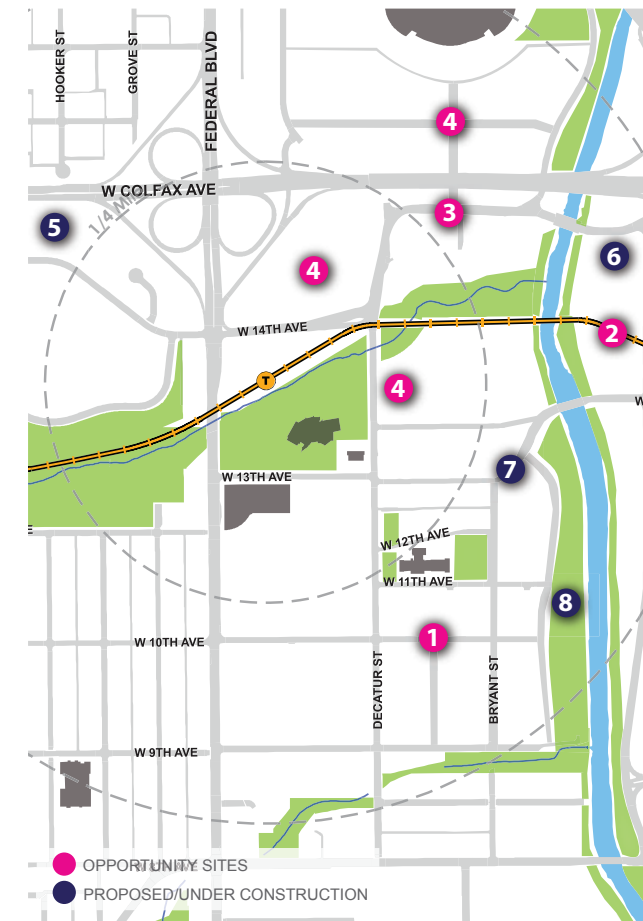 HOOKER ST
GROVE ST
FEDERAL BLVD
4
W COLFAX AVE
1/4 MI
3
5
6
4
W 14TH AVE
2
T
4
W
7
W 13TH AVE
E
W 12TH AVE
W 11TH AVE
8
1
W 10TH AVE
DECATUR ST
BRYANT ST
W 9TH AVE
OPPORTUNITY SITES
PROPOSED/UNDER CONSTRUCTION